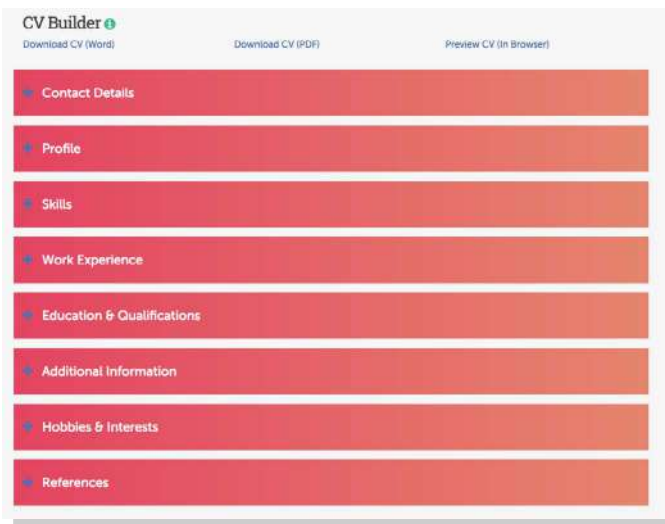 CV Builder
Download CV (Word) Download CV (PDF) Preview CV (In Browser)
Contact Details
Profile
Skills
Work Experience
Education & Qualifications
Additional Information
Hobbies & Interests
References